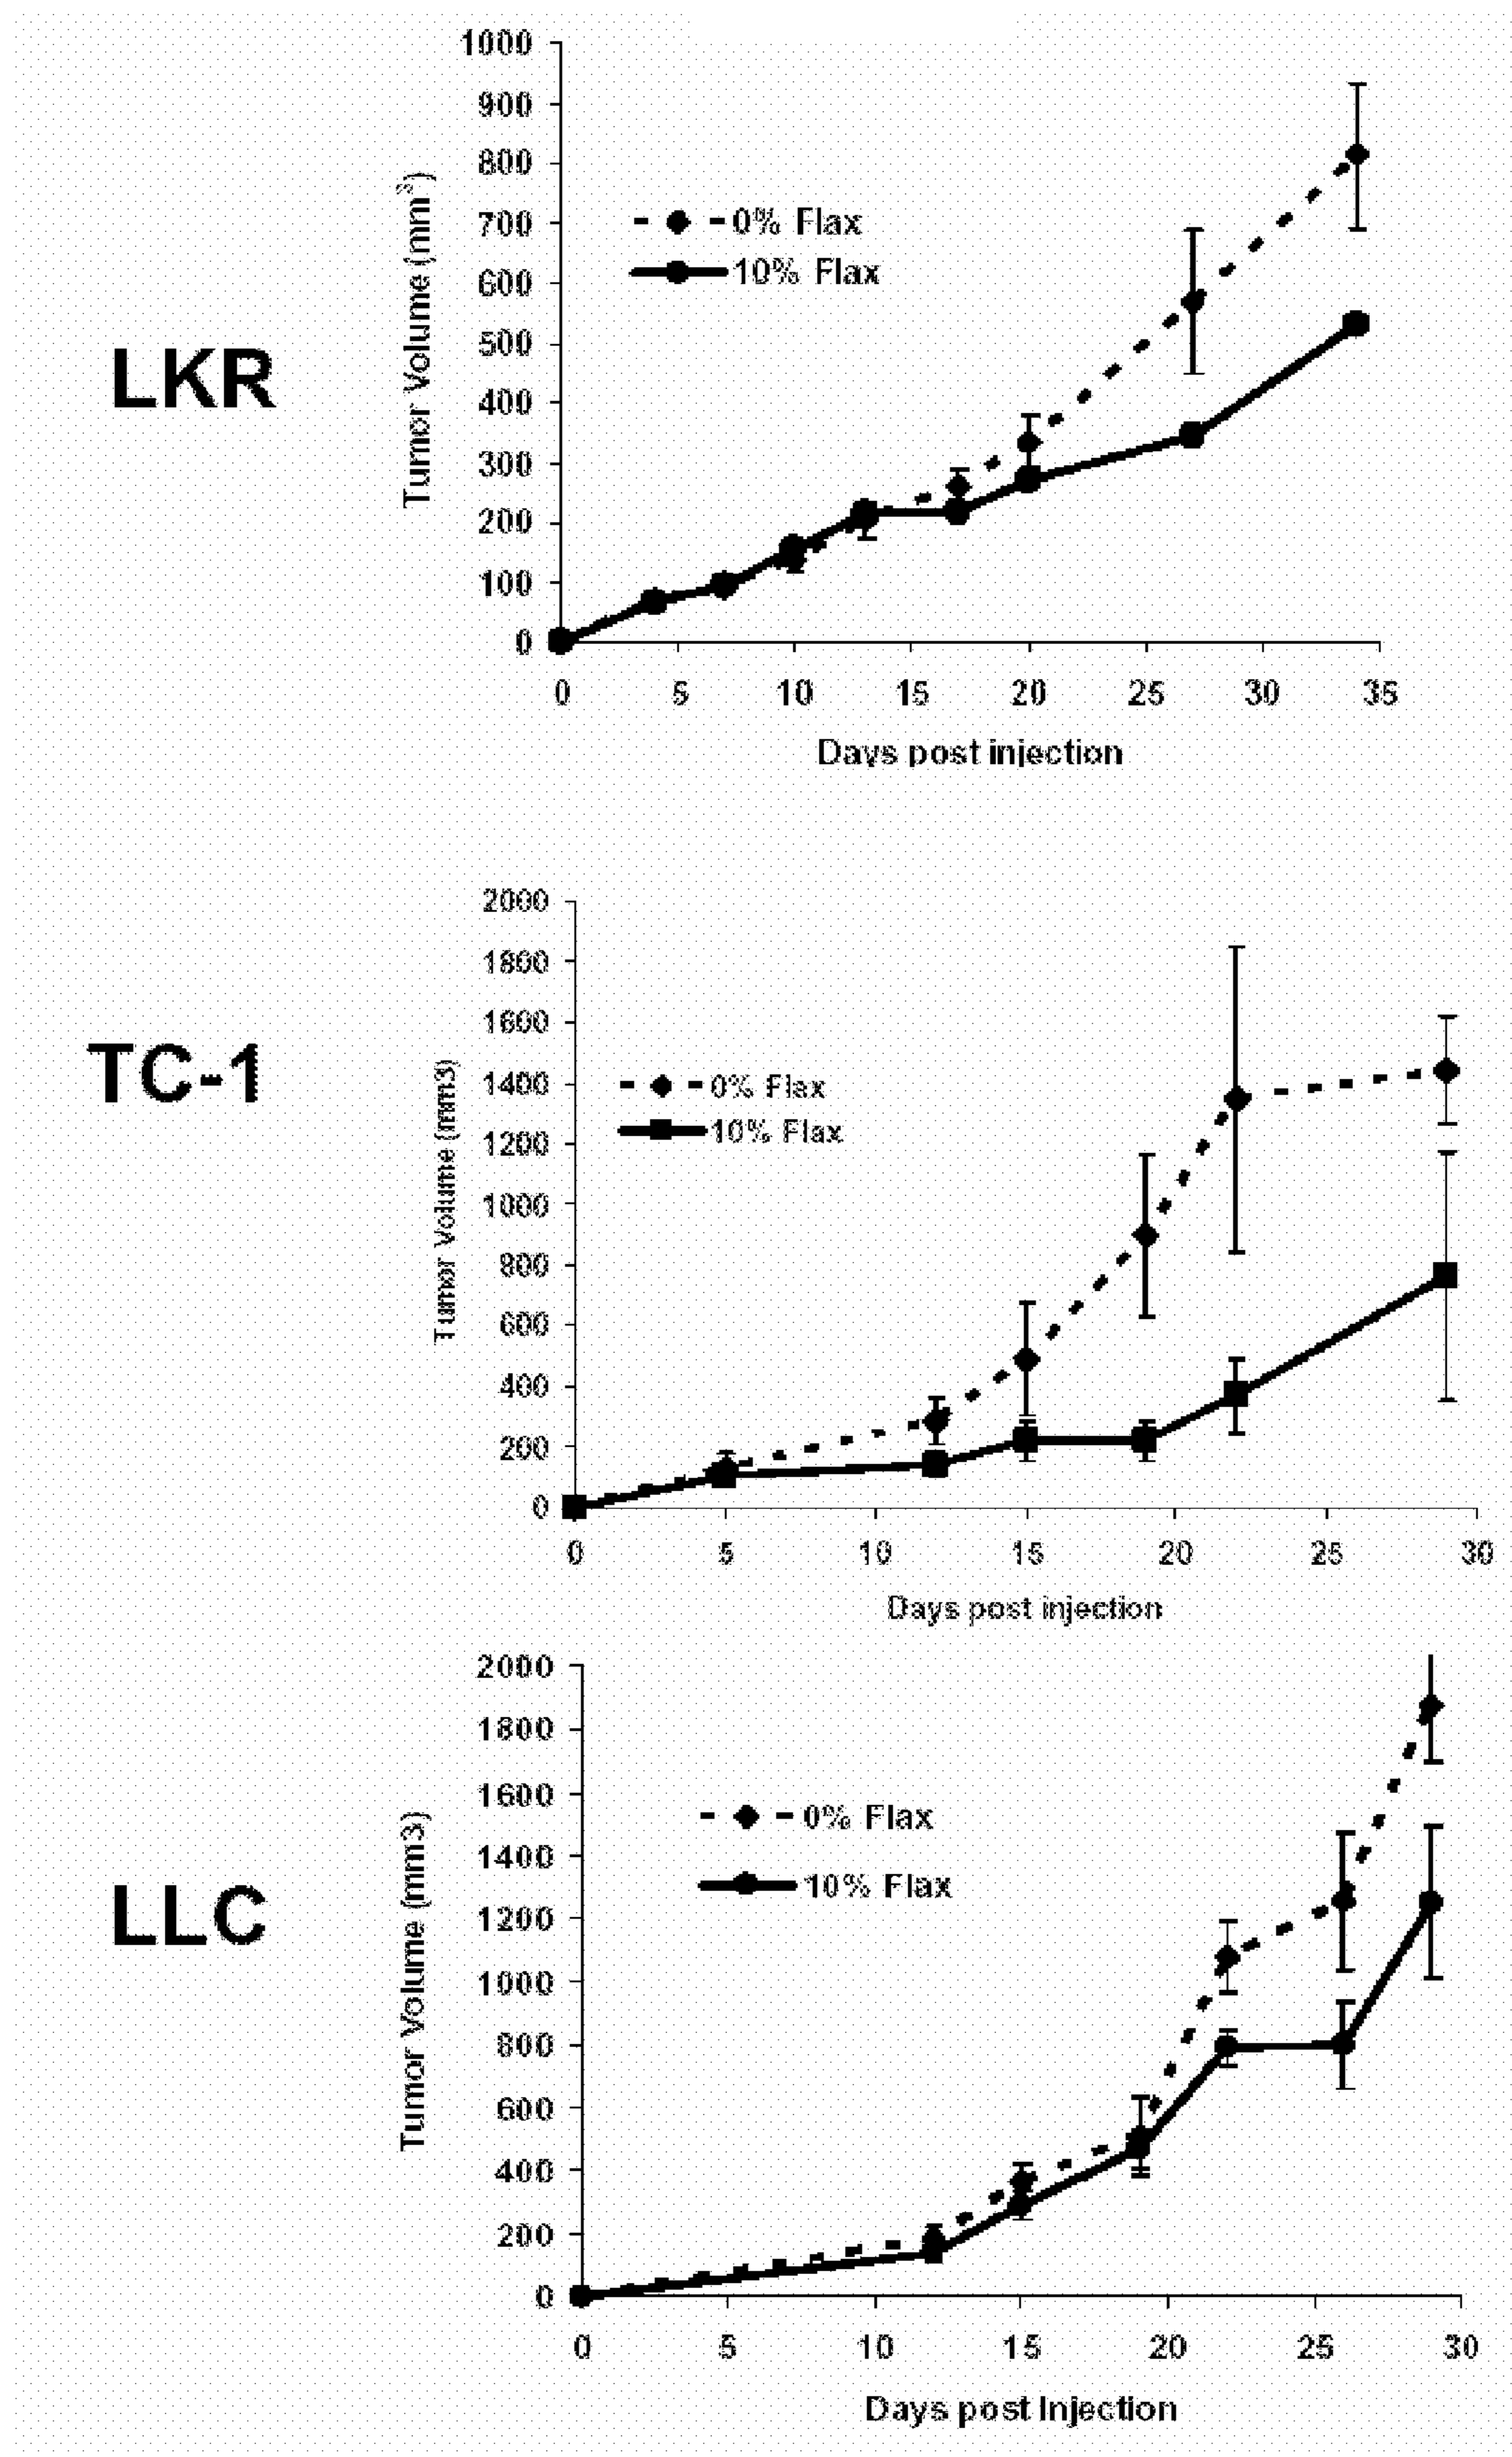 1000
900
800
700
600
500
400
300
200
100
0
Tumor Volume (mm³)
0% Flax
10% Flax
LKR
0 5 10 15 20 25 30 35
Days post injection
2000
1800
1600
1400
1200
1000
800
600
400
200
0
Tumor Volume (mm3)
0% Flax
10% Flax
TC-1
0 5 10 15 20 25 30
Days post injection
2000
1800
1600
1400
1200
1000
800
600
400
200
0
Tumor Volume (mm3)
0% Flax
10% Flax
LLC
0 5 10 15 20 25 30
Days post Injection